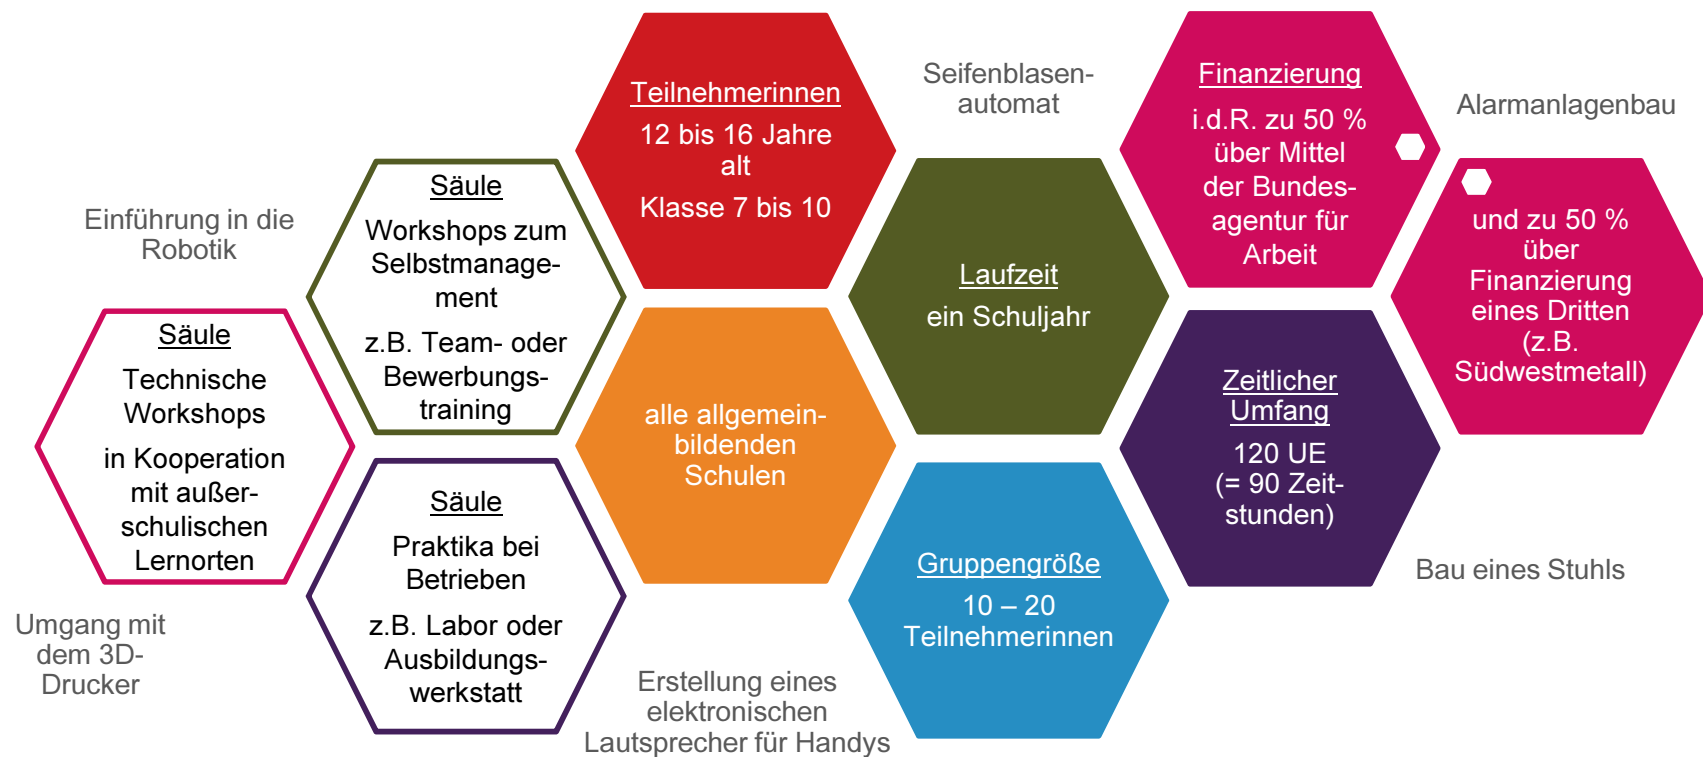 Einführung in die
Robotik
Säule
Technische
Workshops
in Kooperation
mit außer-
schulischen
Lernorten
Umgang mit
dem 3D-
Drucker
Säule
Workshops zum
Selbstmanage-
ment
z.B. Team- oder
Bewerbungs-
training
Säule
Praktika bei
Betrieben
z.B. Labor oder
Ausbildungs-
werkstatt
Teilnehmerinnen
12 bis 16 Jahre
alt
Klasse 7 bis 10
alle allgemein-
bildenden
Schulen
Erstellung eines
elektronischen
Lautsprecher für Handys
Seifenblasen-
automat
Laufzeit
ein Schuljahr
Gruppengröße
10 – 20
Teilnehmerinnen
Finanzierung
i.d.R. zu 50 %
über Mittel
der Bundes-
agentur für
Arbeit
Zeitlicher
Umfang
120 UE
(= 90 Zeit-
stunden)
Alarmanlagenbau
und zu 50 %
über
Finanzierung
eines Dritten
(z.B.
Südwestmetall)
Bau eines Stuhls